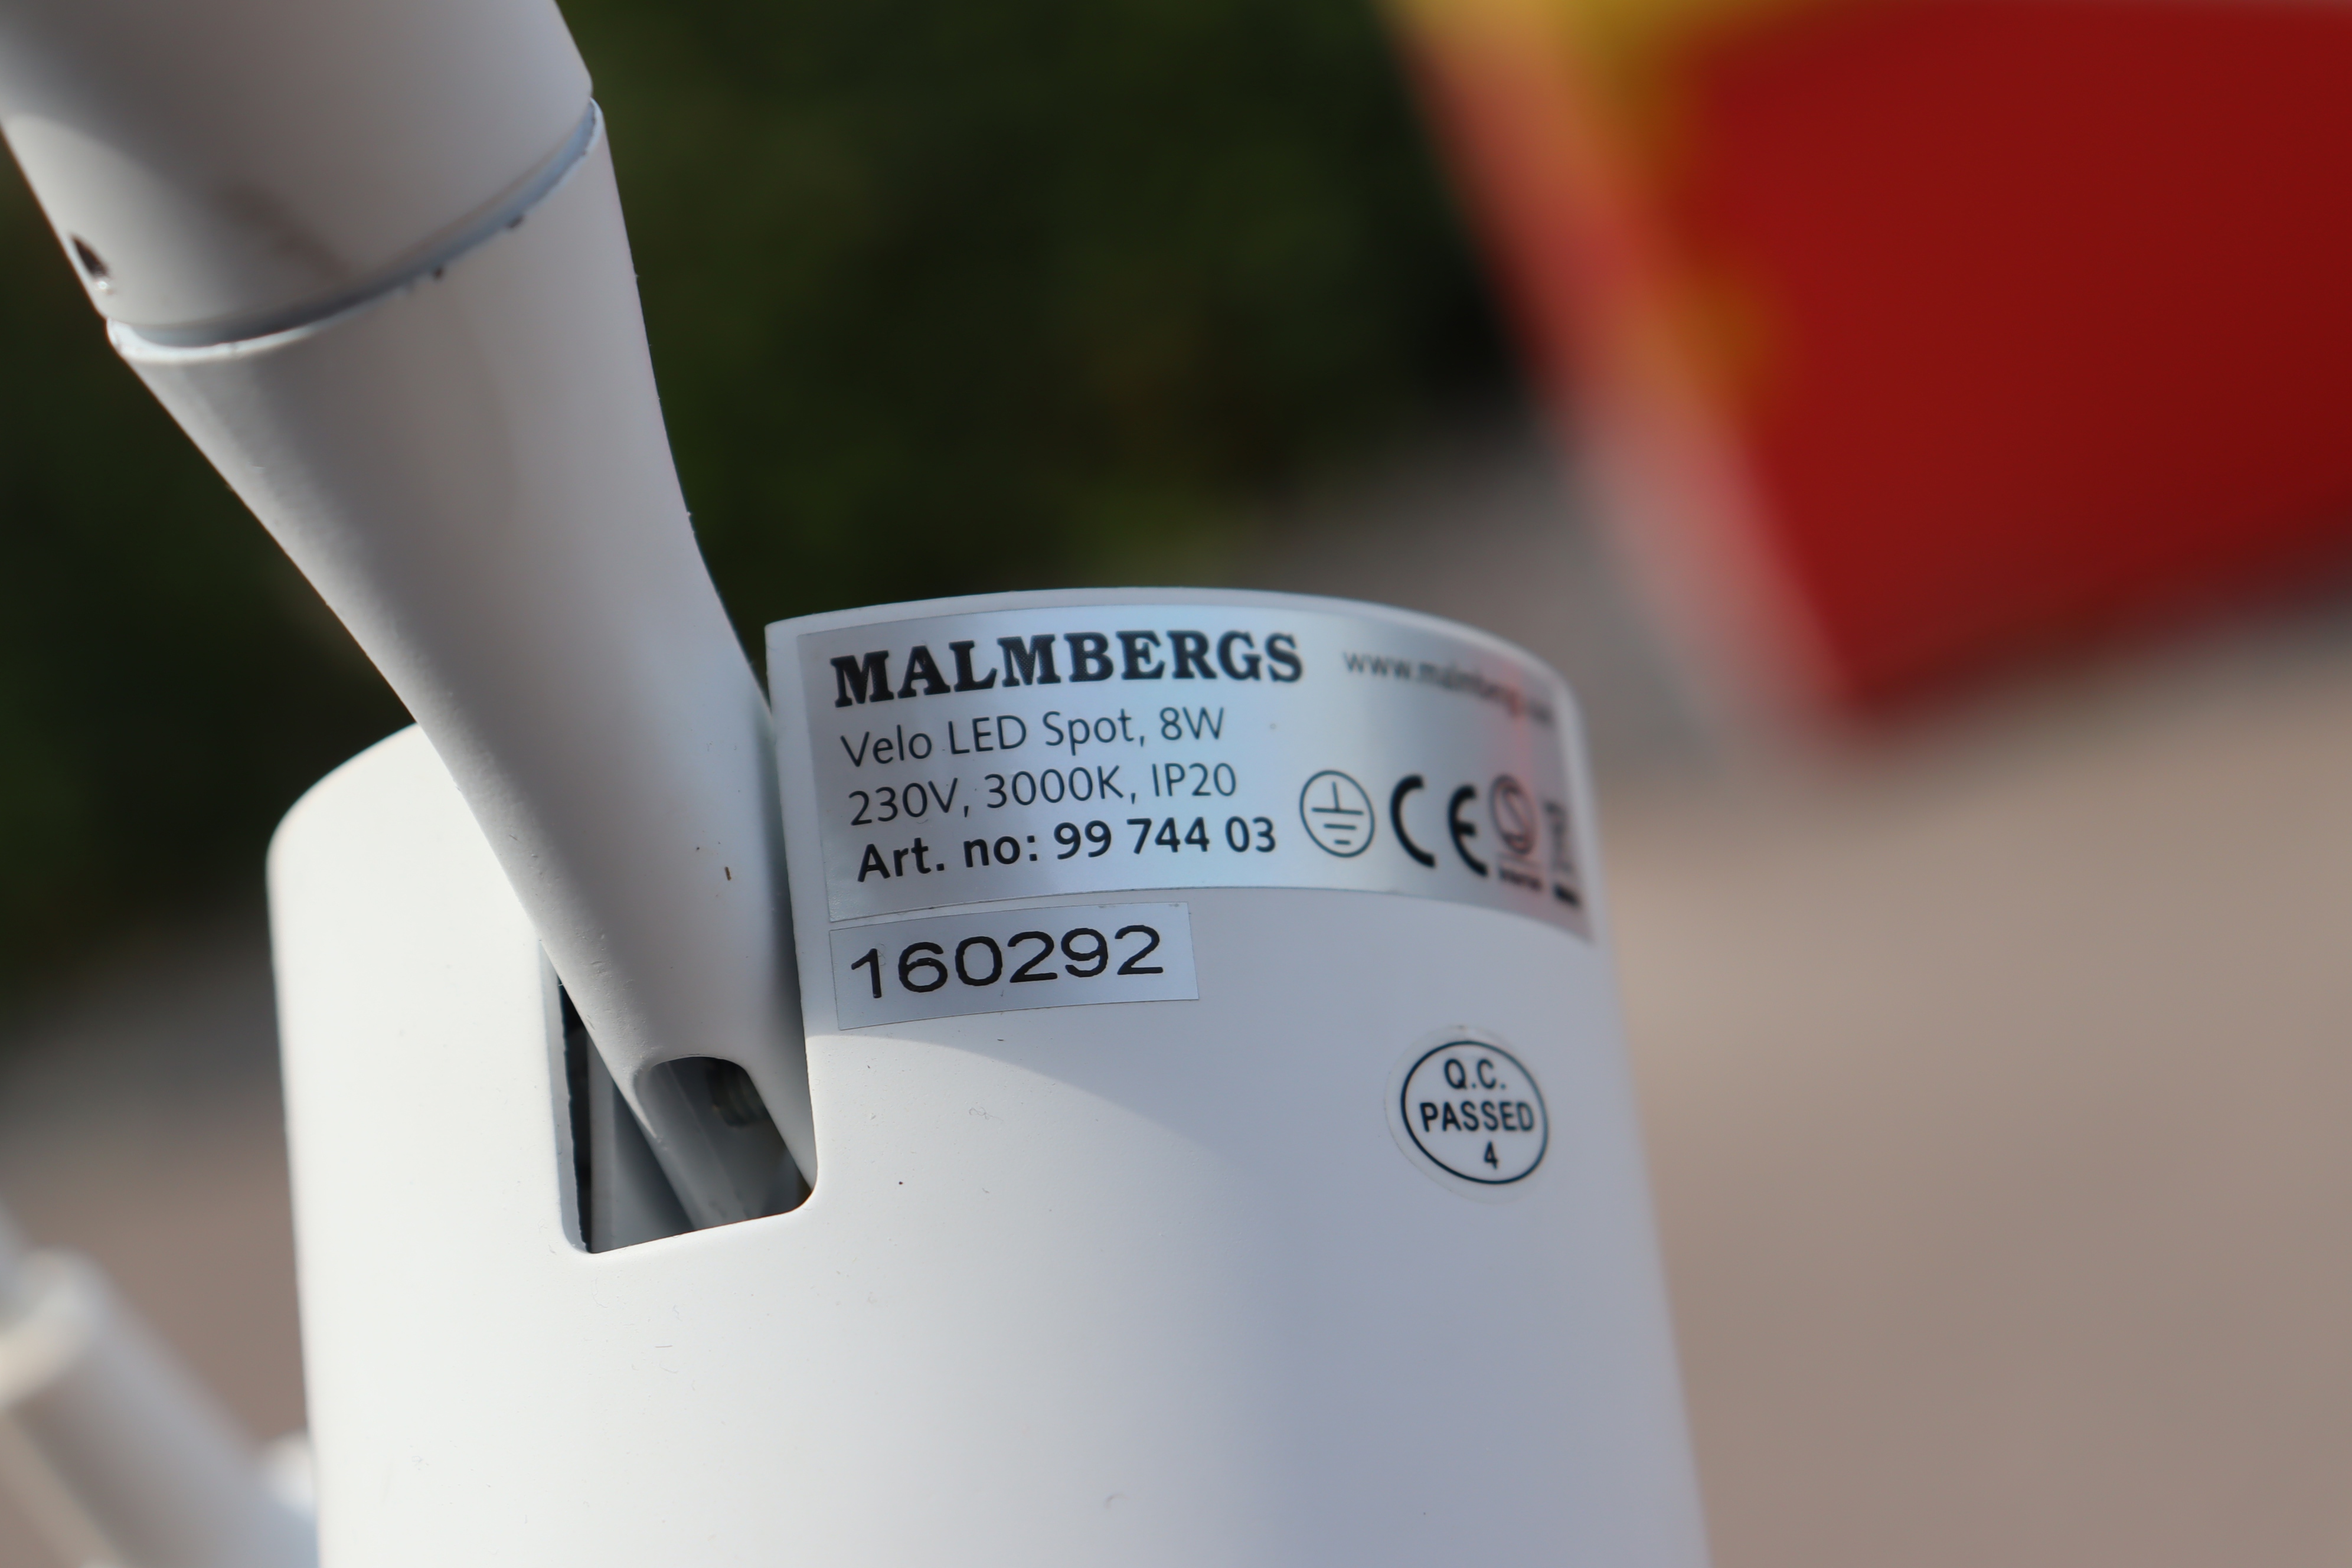 MALMBERGS
Velo LED Spot, 8W
230V, 3000K, IP20
Art. no: 99 744 03
CE
160292
Q.C.
PASSED
4